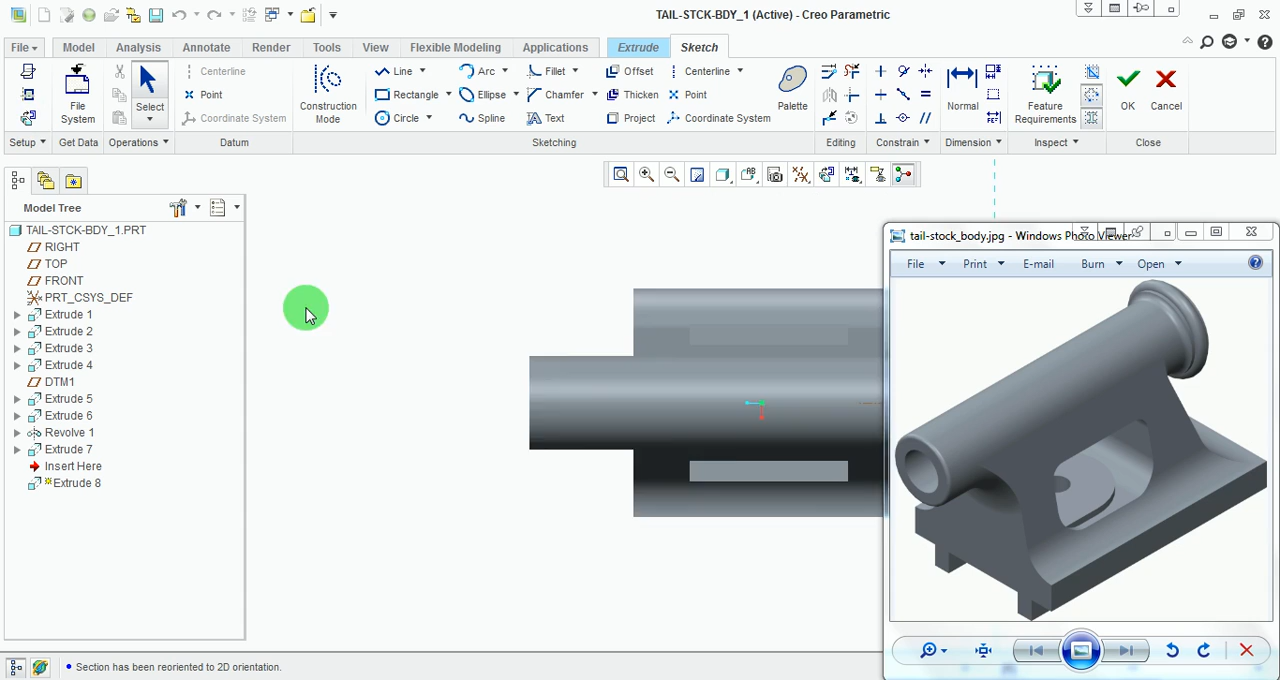 TAIL-STCK-BDY_1 (Active) - Creo Parametric
File Model Analysis Annotate Render Tools View Flexible Modeling Applications Extrude Sketch
Centerline Line Arc Fillet Offset Centerline
Point Rectangle Ellipse Chamfer Thicken Point
Coordinate System Circle Spline Text Project Coordinate System
File System
Select
Construction Mode
Palette
Normal
Feature Requirements
OK Cancel
Setup Get Data Operations Datum Sketching Editing Constrain Dimension Inspect Close
Model Tree
TAIL-STCK-BDY_1.PRT
RIGHT
TOP
FRONT
PRT_CSYS_DEF
Extrude 1
Extrude 2
Extrude 3
Extrude 4
DTM1
Extrude 5
Extrude 6
Revolve 1
Extrude 7
Insert Here
Extrude 8
tail-stock_body.jpg - Windows Photo Viewer
File Print E-mail Burn Open
Section has been reoriented to 2D orientation.